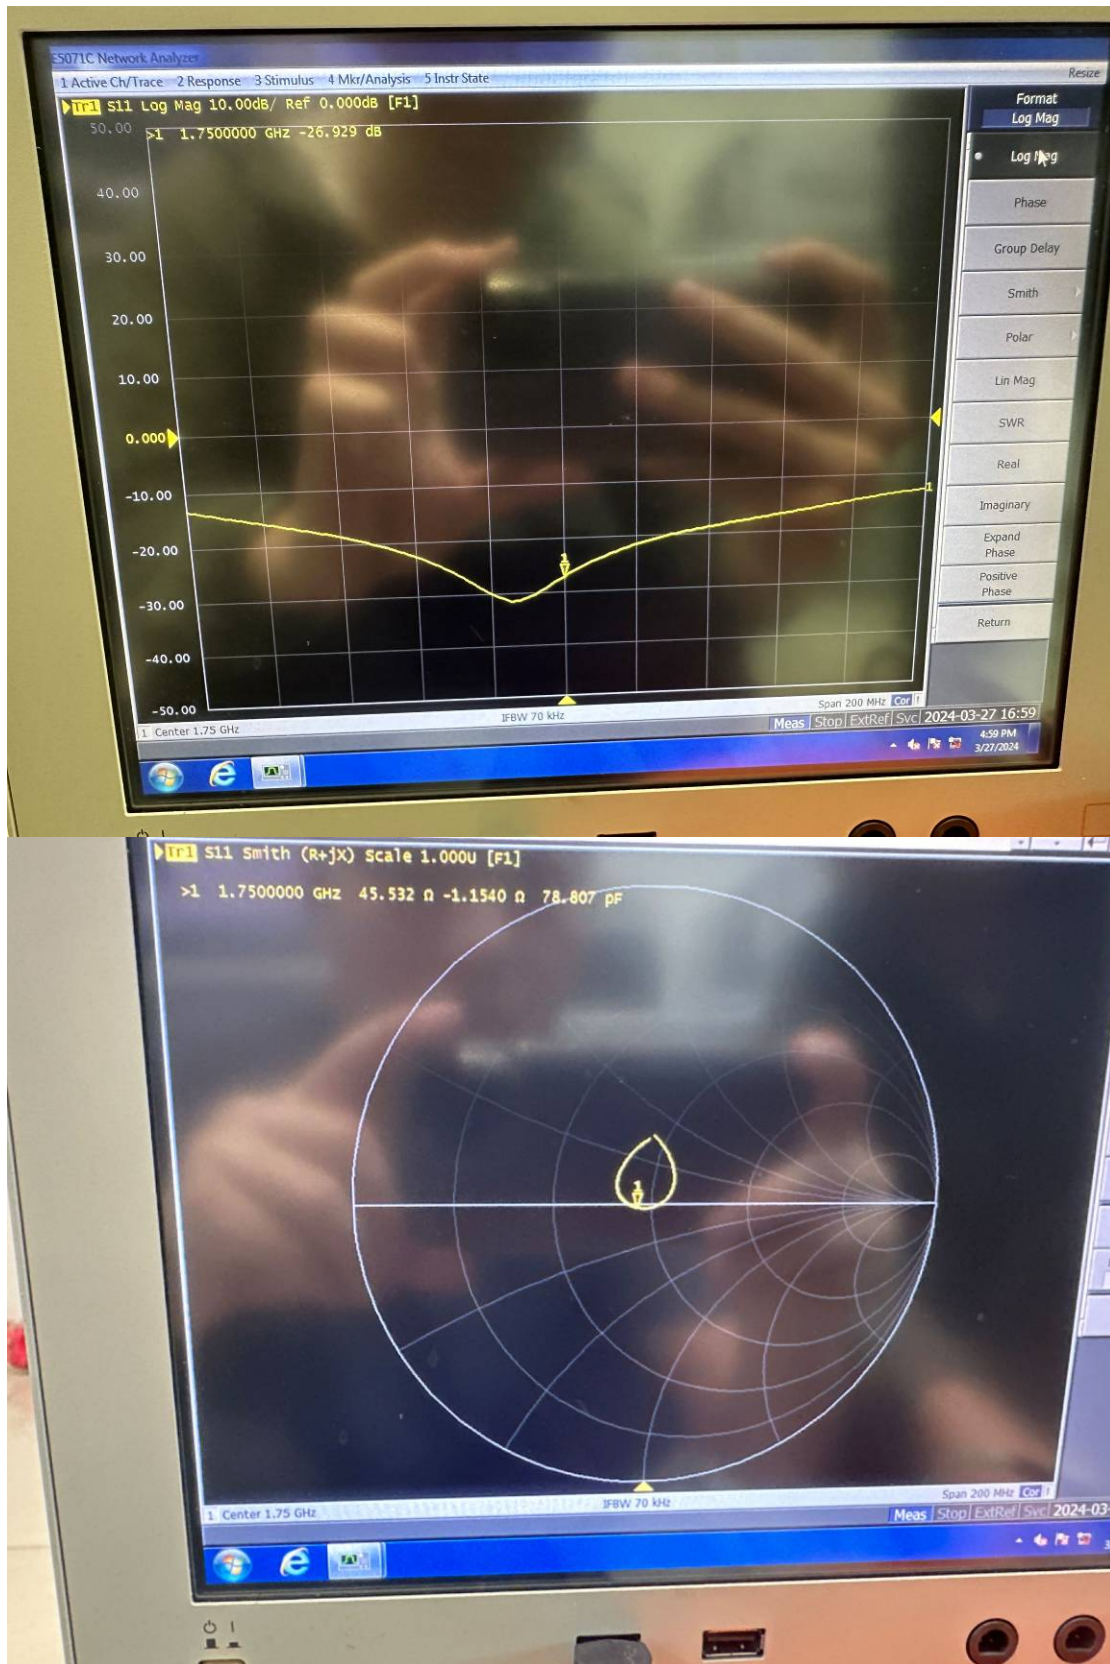 E5071C Network Analyzer
1 Active Ch/Trace 2 Response 3 Stimulus 4 Mkr/Analysis 5 Instr State
Resize
Tr1 S11 Log Mag 10.00dB/ Ref 0.000dB [F1]
>1 1.7500000 GHz -26.929 dB
50.00
40.00
30.00
20.00
10.00
0.000
-10.00
-20.00
-30.00
-40.00
-50.00
1
1
Format
Log Mag
Log Mag
Phase
Group Delay
Smith
Polar
Lin Mag
SWR
Real
Imaginary
Expand
Phase
Positive
Phase
Return
1 Center 1.75 GHz
IFBW 70 kHz
Span 200 MHz Cor !
Meas Stop ExtRef Svc 2024-03-27 16:59
4:59 PM
3/27/2024
Tr1 S11 Smith (R+jX) Scale 1.000U [F1]
>1 1.7500000 GHz 45.532 Ω -1.1540 Ω 78.807 pF
1
1 Center 1.75 GHz
IFBW 70 kHz
Span 200 MHz Cor !
Meas Stop ExtRef Svc 2024-03-